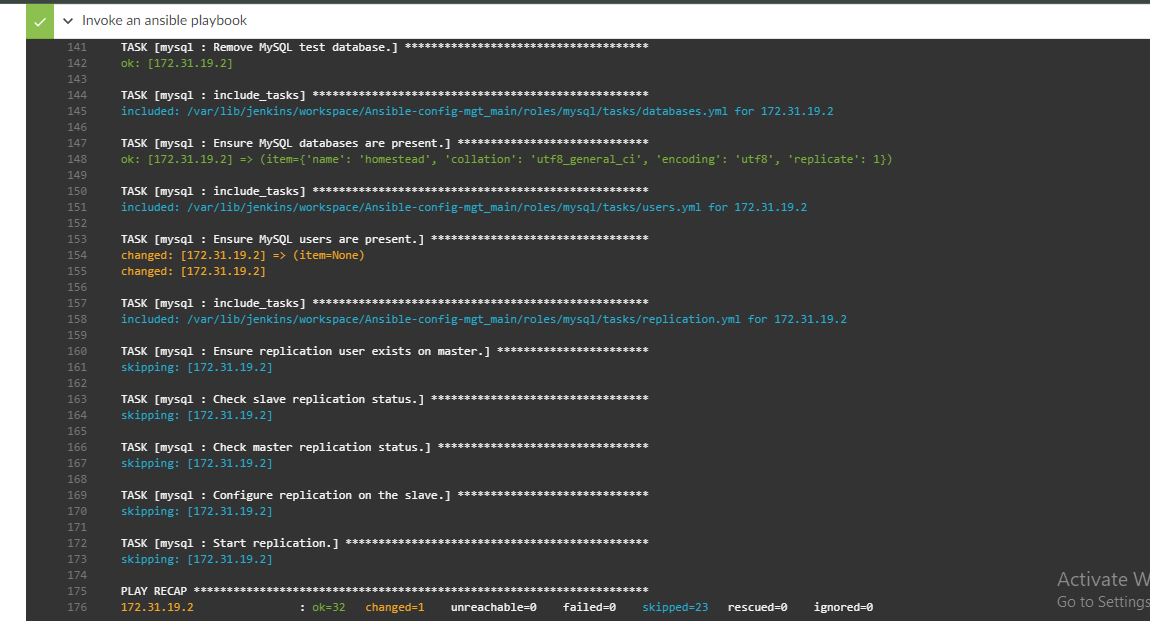 Invoke an ansible playbook
141 TASK [mysql : Remove MySQL test database.] *************************************
142 ok: [172.31.19.2]
143
144 TASK [mysql : include_tasks] ***************************************************
145 included: /var/lib/jenkins/workspace/Ansible-config-mgt_main/roles/mysql/tasks/databases.yml for 172.31.19.2
146
147 TASK [mysql : Ensure MySQL databases are present.] *****************************
148 ok: [172.31.19.2] => (item={'name': 'homestead', 'collation': 'utf8_general_ci', 'encoding': 'utf8', 'replicate': 1})
149
150 TASK [mysql : include_tasks] ***************************************************
151 included: /var/lib/jenkins/workspace/Ansible-config-mgt_main/roles/mysql/tasks/users.yml for 172.31.19.2
152
153 TASK [mysql : Ensure MySQL users are present.] *********************************
154 changed: [172.31.19.2] => (item=None)
155 changed: [172.31.19.2]
156
157 TASK [mysql : include_tasks] ***************************************************
158 included: /var/lib/jenkins/workspace/Ansible-config-mgt_main/roles/mysql/tasks/replication.yml for 172.31.19.2
159
160 TASK [mysql : Ensure replication user exists on master.] ***********************
161 skipping: [172.31.19.2]
162
163 TASK [mysql : Check slave replication status.] *********************************
164 skipping: [172.31.19.2]
165
166 TASK [mysql : Check master replication status.] ********************************
167 skipping: [172.31.19.2]
168
169 TASK [mysql : Configure replication on the slave.] *****************************
170 skipping: [172.31.19.2]
171
172 TASK [mysql : Start replication.] **********************************************
173 skipping: [172.31.19.2]
174
175 PLAY RECAP *********************************************************************
176 172.31.19.2 : ok=32 changed=1 unreachable=0 failed=0 skipped=23 rescued=0 ignored=0
Activate W
Go to Settings